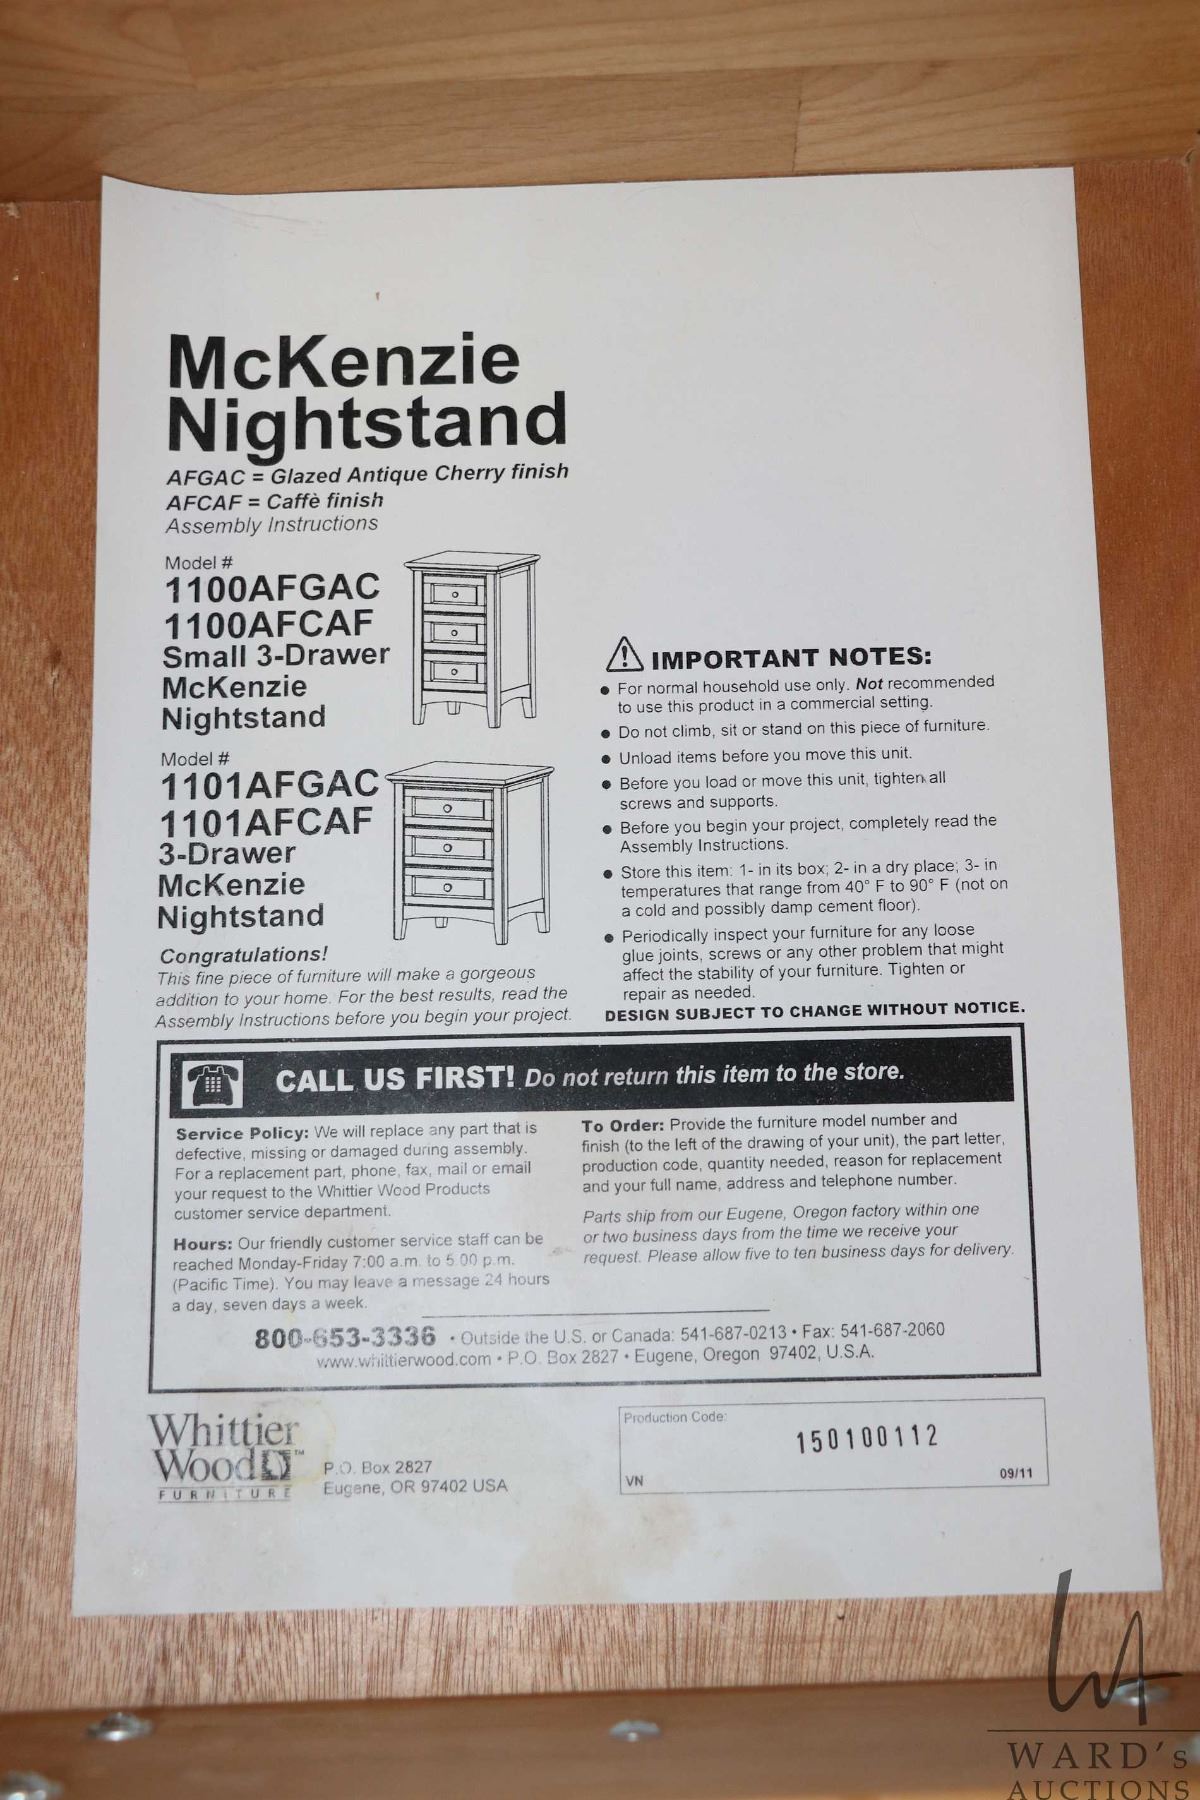 McKenzie
Nightstand
AFGAC = Glazed Antique Cherry finish
AFCAF = Caffè finish
Assembly Instructions
Model #
1100AFGAC
1100AFCAF
Small 3-Drawer
McKenzie
Nightstand
Model #
1101AFGAC
1101AFCAF
3-Drawer
McKenzie
Nightstand
Congratulations!
This fine piece of furniture will make a gorgeous
addition to your home. For the best results, read the
Assembly Instructions before you begin your project.
IMPORTANT NOTES:
• For normal household use only. Not recommended
to use this product in a commercial setting.
• Do not climb, sit or stand on this piece of furniture.
• Unload items before you move this unit.
• Before you load or move this unit, tighten all
screws and supports.
• Before you begin your project, completely read the
Assembly Instructions.
• Store this item: 1- in its box; 2- in a dry place; 3- in
temperatures that range from 40° F to 90° F (not on
a cold and possibly damp cement floor).
• Periodically inspect your furniture for any loose
glue joints, screws or any other problem that might
affect the stability of your furniture. Tighten or
repair as needed.
DESIGN SUBJECT TO CHANGE WITHOUT NOTICE.
CALL US FIRST! Do not return this item to the store.
Service Policy: We will replace any part that is
defective, missing or damaged during assembly.
For a replacement part, phone, fax, mail or email
your request to the Whittier Wood Products
customer service department.
Hours: Our friendly customer service staff can be
reached Monday-Friday 7:00 a.m. to 5:00 p.m.
(Pacific Time). You may leave a message 24 hours
a day, seven days a week.
To Order: Provide the furniture model number and
finish (to the left of the drawing of your unit), the part letter,
production code, quantity needed, reason for replacement
and your full name, address and telephone number.
Parts ship from our Eugene, Oregon factory within one
or two business days from the time we receive your
request. Please allow five to ten business days for delivery.
800-653-3336 • Outside the U.S. or Canada: 541-687-0213 • Fax: 541-687-2060
www.whittierwood.com • P.O. Box 2827 • Eugene, Oregon 97402, U.S.A.
Whittier
Wood™
FURNITURE
P.O. Box 2827
Eugene, OR 97402 USA
Production Code:
150100112
VN
09/11
WA
WARD's
AUCTIONS